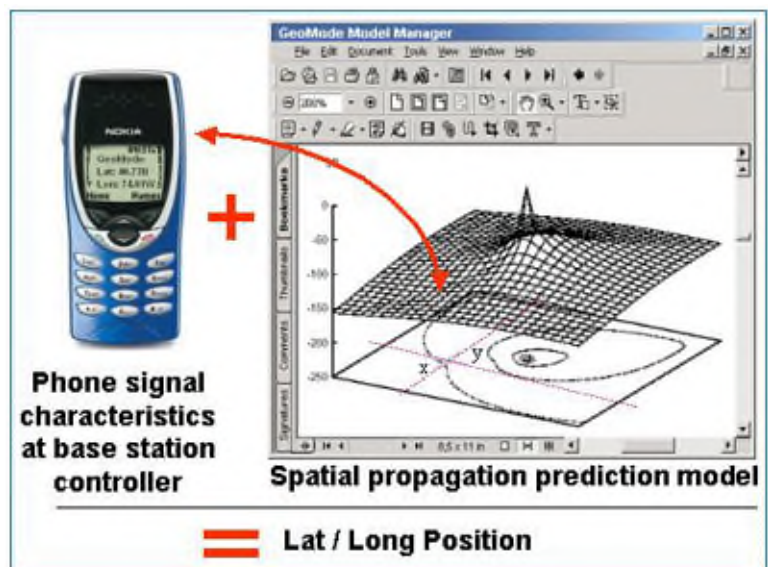 GeoMode Model Manager
File Edit Document Tools View Window Help
200%
NOKIA
GeoMode
Lat:
Lon:
Names
Bookmarks
Thumbnails
Comments
Signatures
0
-50
-100
-150
-200
-250
x
y
8,5 x 11 in
+
Phone signal
characteristics
at base station
controller
Spatial propagation prediction model
= Lat / Long Position